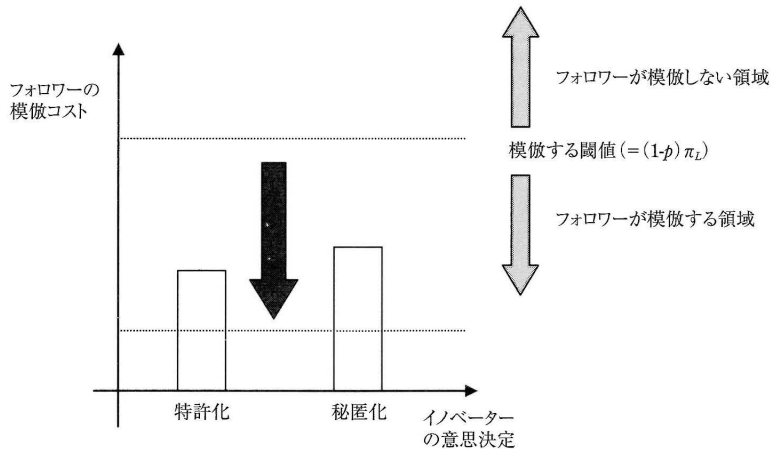 フォロワーの
模倣コスト
フォロワーが模倣しない領域
模倣する閾値(=(1-p)πL)
フォロワーが模倣する領域
特許化
秘匿化
イノベーター
の意思決定